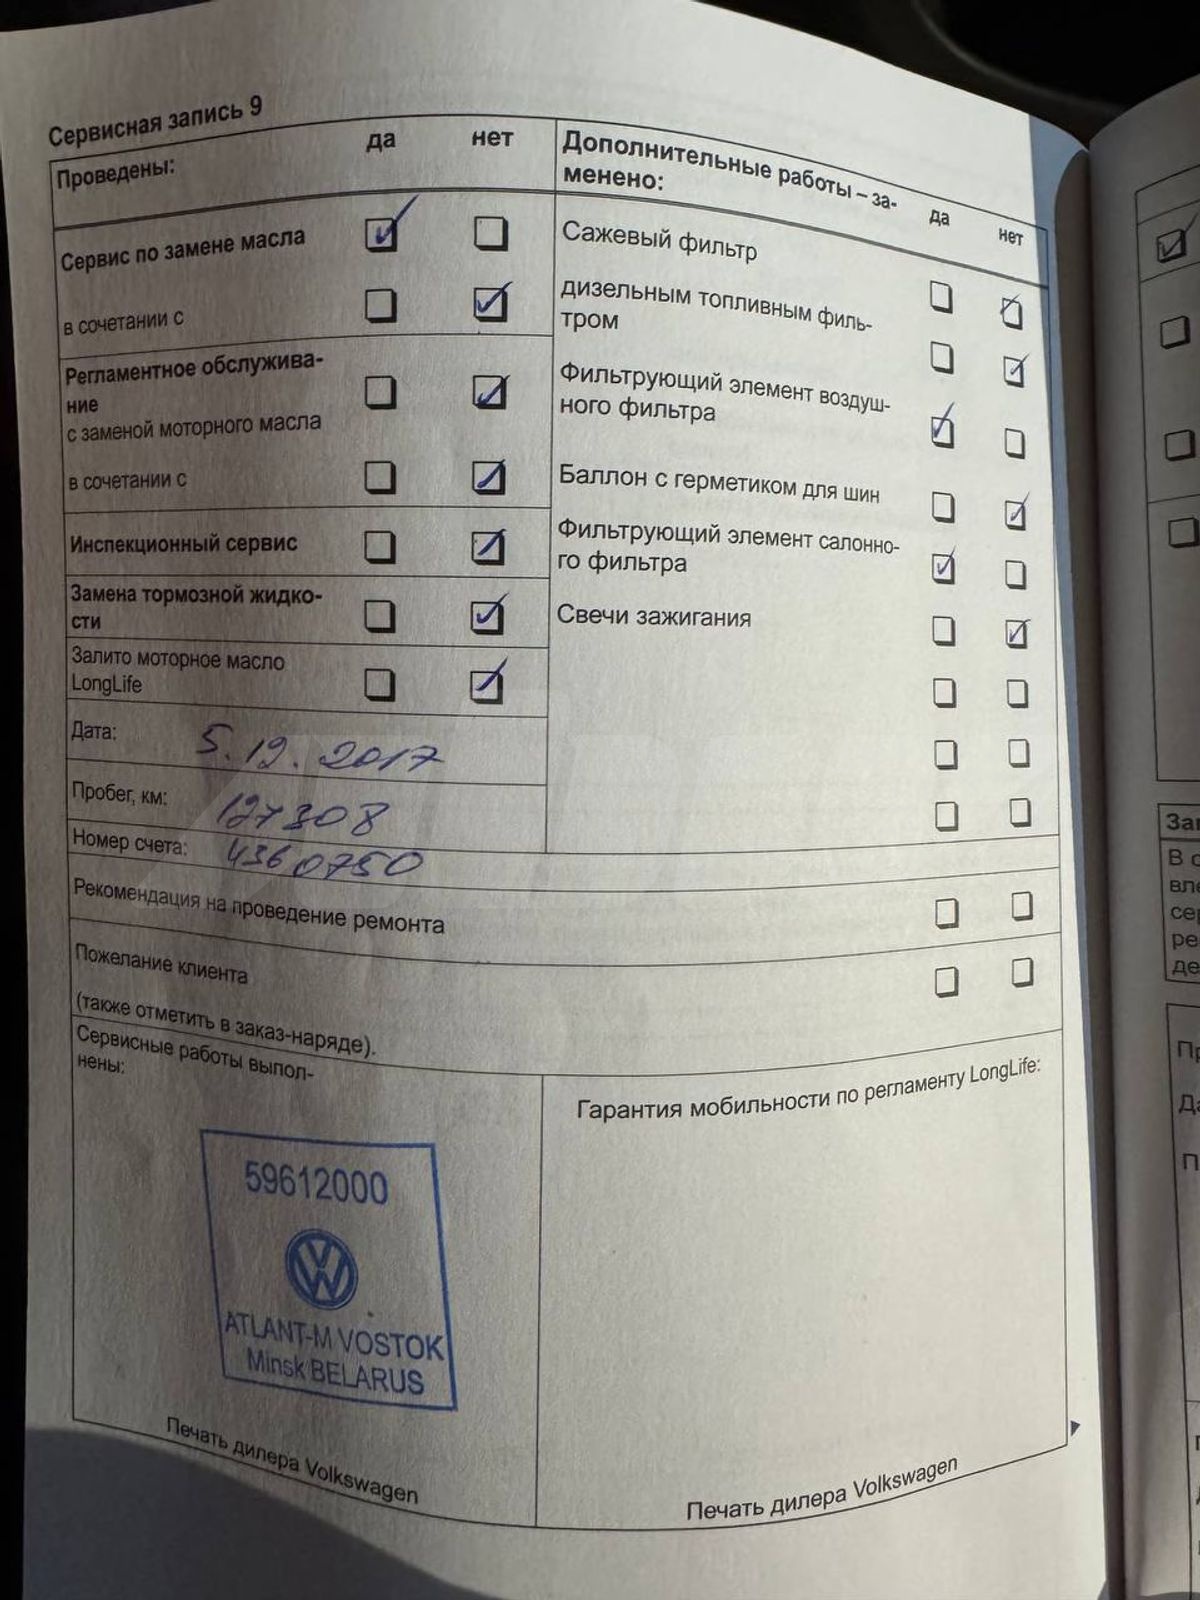 Сервисная запись 9
Проведены:
да
нет
Сервис по замене масла
в сочетании с
Регламентное обслужива-
ние
с заменой моторного масла
в сочетании с
Инспекционный сервис
Замена тормозной жидко-
сти
Залито моторное масло
LongLife
Дата: 5.12.2017
Пробег, км: 127308
Номер счета: 4360750
Дополнительные работы – за-
менено:
да
нет
Сажевый фильтр
дизельным топливным филь-
тром
Фильтрующий элемент воздуш-
ного фильтра
Баллон с герметиком для шин
Фильтрующий элемент салонно-
го фильтра
Свечи зажигания
Рекомендация на проведение ремонта
Пожелание клиента
(также отметить в заказ-наряде).
Сервисные работы выпол-
нены:
59612000
VW
ATLANT-M VOSTOK
Minsk BELARUS
Печать дилера Volkswagen
Гарантия мобильности по регламенту LongLife:
Печать дилера Volkswagen